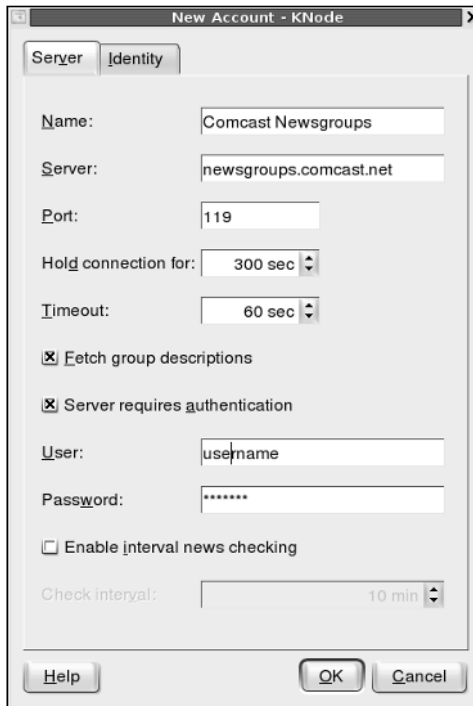 New Account - KNode
Server Identity
Name: Comcast Newsgroups
Server: newsgroups.comcast.net
Port: 119
Hold connection for: 300 sec
Timeout: 60 sec
Fetch group descriptions
Server requires authentication
User: username
Password: *******
Enable interval news checking
Check interval: 10 min
Help OK Cancel